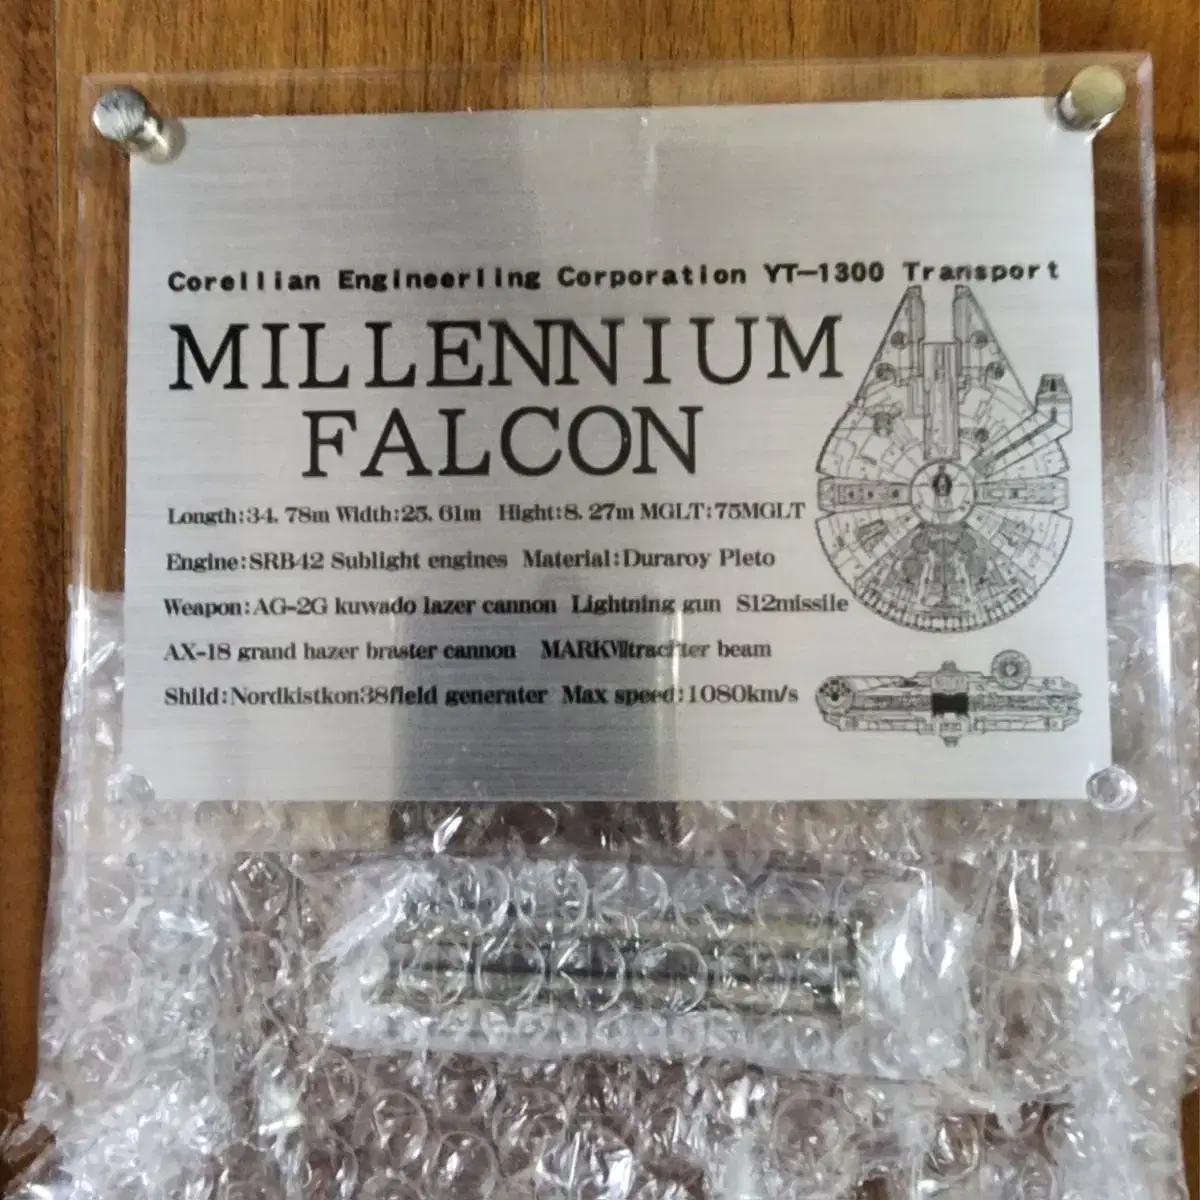 Corellian Engineerling Corporation YT-1300 Transport
MILLENNIUM
FALCON
Longth:34.78m Width:25.61m Hight:8.27m MGLT:75MGLT
Engine:SRB42 Sublight engines Material:Duraroy Pleto
Weapon:AG-2G kuwado lazer cannon Lightning gun S12missile
AX-18 grand hazer braster cannon MARKⅦtracter beam
Shild:Nordkistkon38field generater Max speed:1080km/s